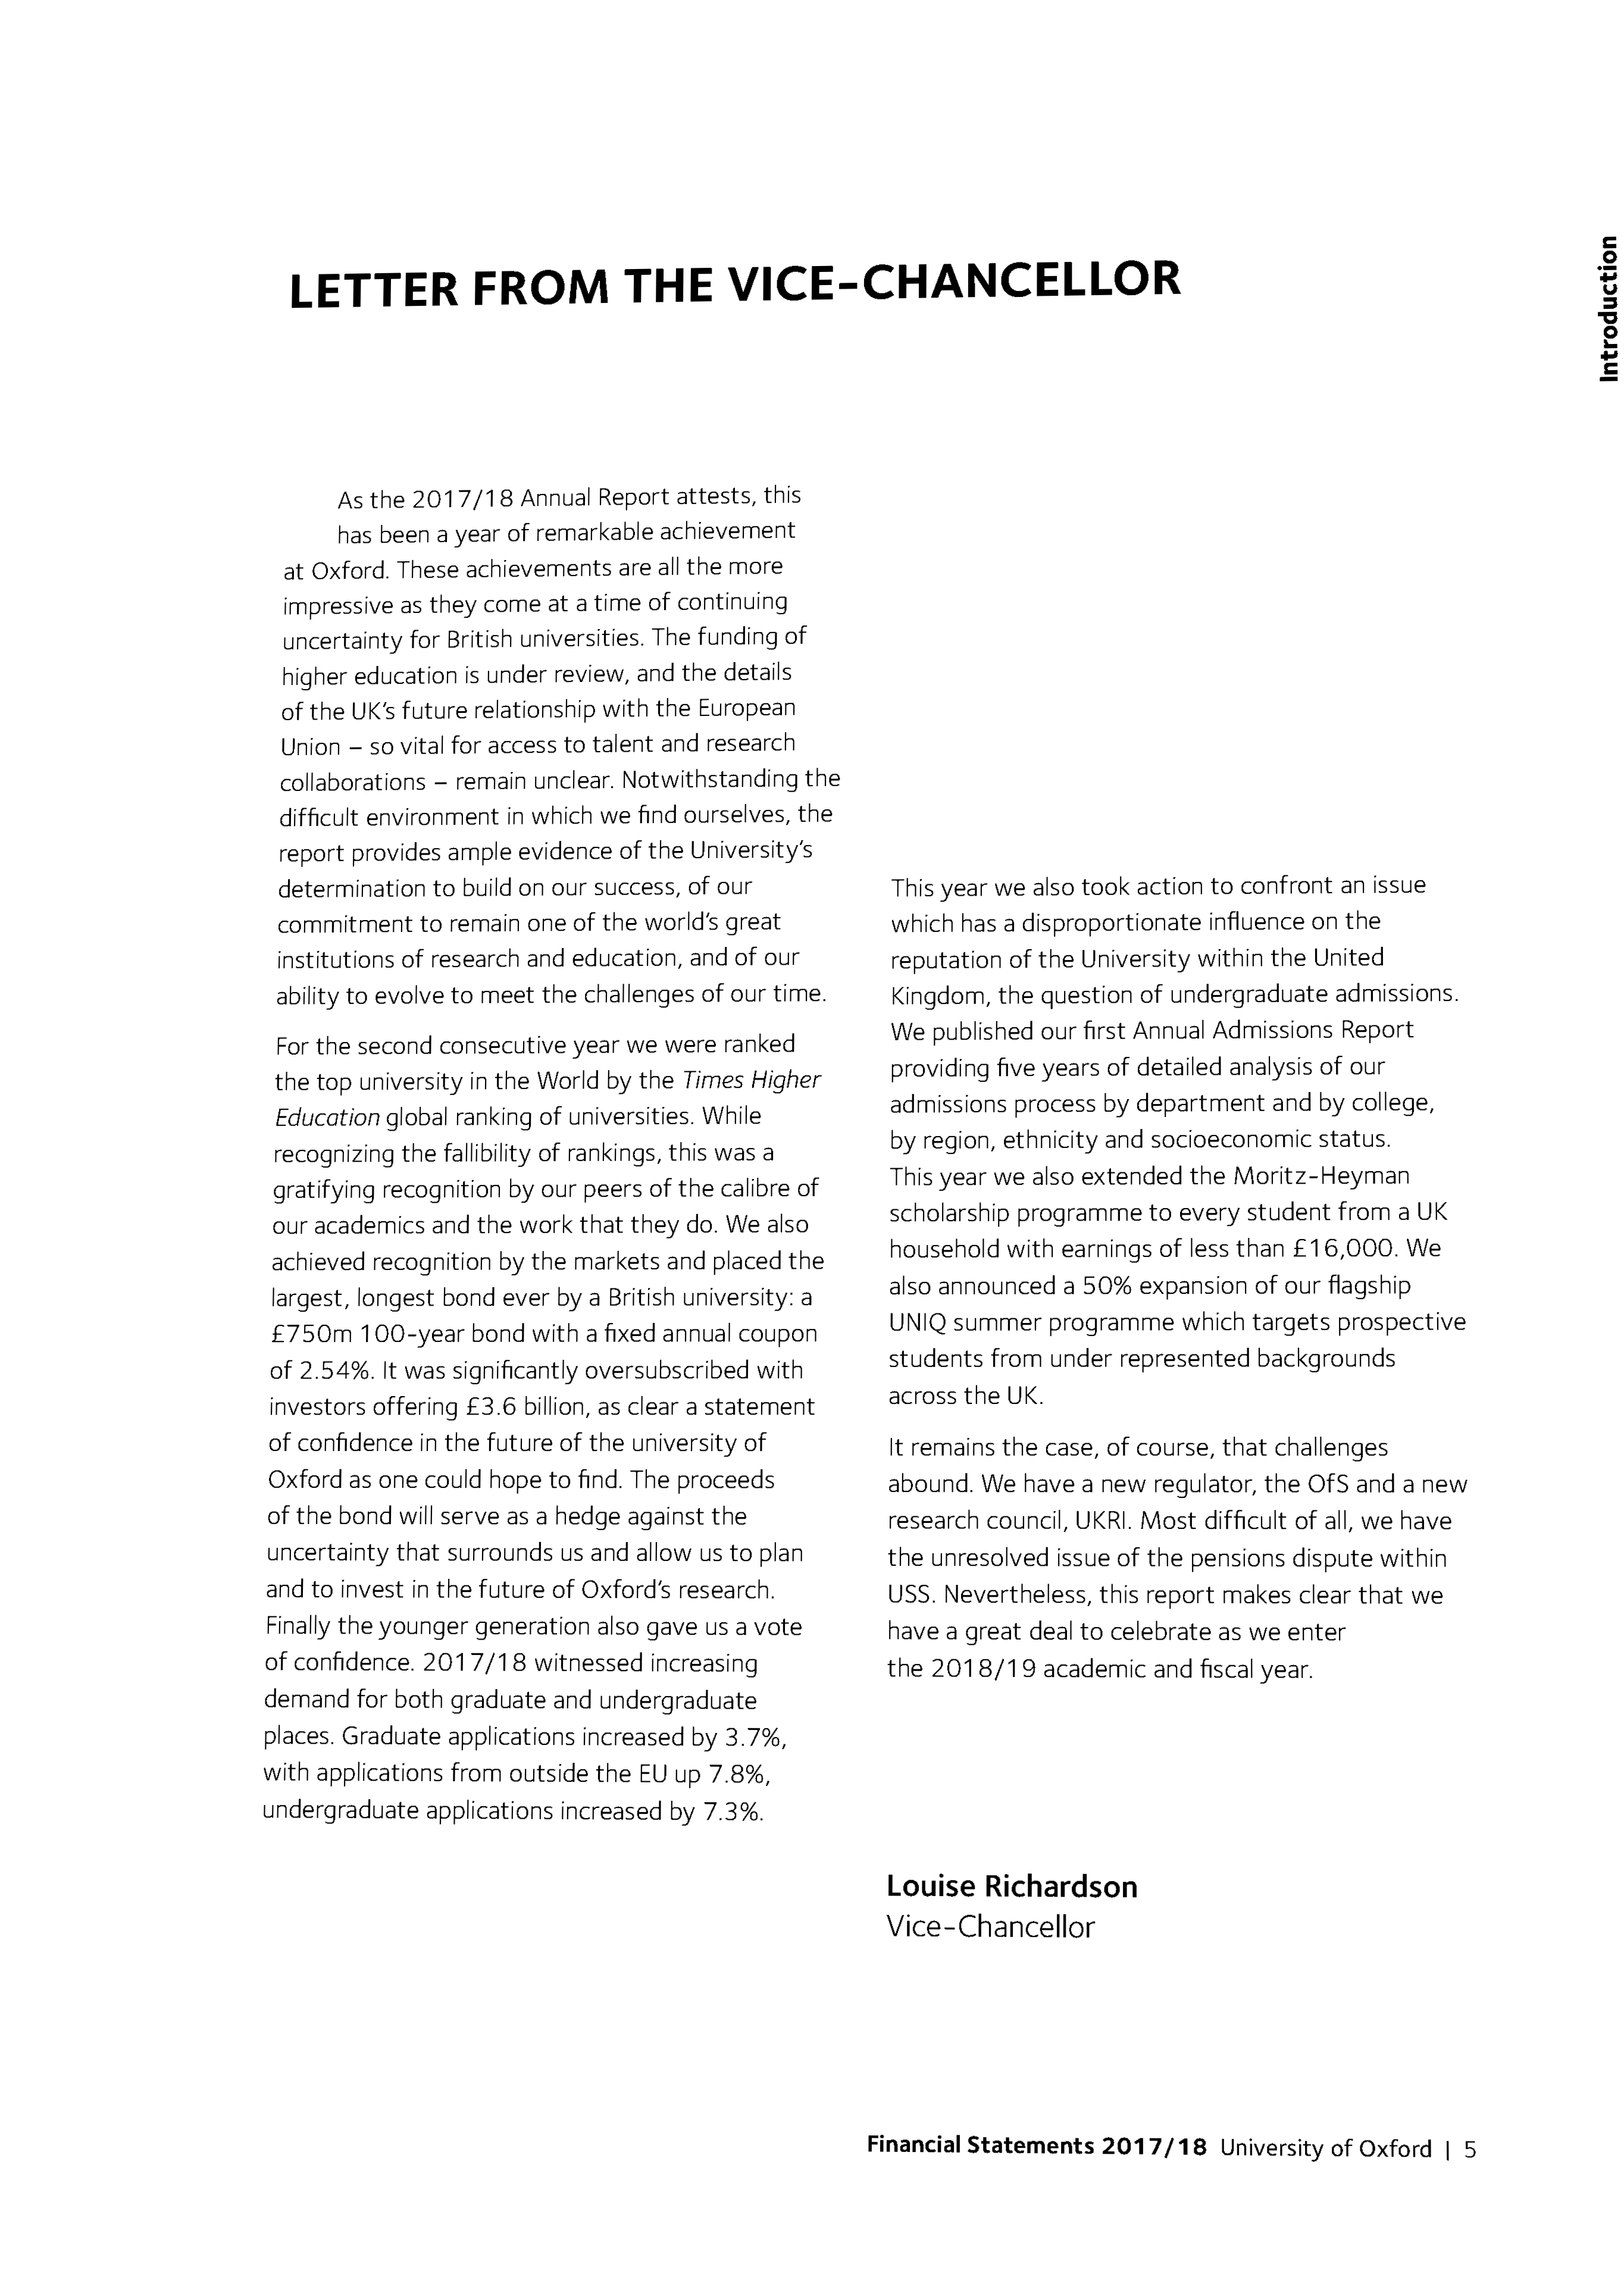 LETTER FROM THE VICE-CHANCELLOR
Introduction
As the 2017/18 Annual Report attests, this
has been a year of remarkable achievement
at Oxford. These achievements are all the more
impressive as they come at a time of continuing
uncertainty for British universities. The funding of
higher education is under review, and the details
of the UK's future relationship with the European
Union – so vital for access to talent and research
collaborations – remain unclear. Notwithstanding the
difficult environment in which we find ourselves, the
report provides ample evidence of the University's
determination to build on our success, of our
commitment to remain one of the world's great
institutions of research and education, and of our
ability to evolve to meet the challenges of our time.
For the second consecutive year we were ranked
the top university in the World by the Times Higher
Education global ranking of universities. While
recognizing the fallibility of rankings, this was a
gratifying recognition by our peers of the calibre of
our academics and the work that they do. We also
achieved recognition by the markets and placed the
largest, longest bond ever by a British university: a
£750m 100-year bond with a fixed annual coupon
of 2.54%. It was significantly oversubscribed with
investors offering £3.6 billion, as clear a statement
of confidence in the future of the university of
Oxford as one could hope to find. The proceeds
of the bond will serve as a hedge against the
uncertainty that surrounds us and allow us to plan
and to invest in the future of Oxford's research.
Finally the younger generation also gave us a vote
of confidence. 2017/18 witnessed increasing
demand for both graduate and undergraduate
places. Graduate applications increased by 3.7%,
with applications from outside the EU up 7.8%,
undergraduate applications increased by 7.3%.
This year we also took action to confront an issue
which has a disproportionate influence on the
reputation of the University within the United
Kingdom, the question of undergraduate admissions.
We published our first Annual Admissions Report
providing five years of detailed analysis of our
admissions process by department and by college,
by region, ethnicity and socioeconomic status.
This year we also extended the Moritz-Heyman
scholarship programme to every student from a UK
household with earnings of less than £16,000. We
also announced a 50% expansion of our flagship
UNIQ summer programme which targets prospective
students from under represented backgrounds
across the UK.
It remains the case, of course, that challenges
abound. We have a new regulator, the OfS and a new
research council, UKRI. Most difficult of all, we have
the unresolved issue of the pensions dispute within
USS. Nevertheless, this report makes clear that we
have a great deal to celebrate as we enter
the 2018/19 academic and fiscal year.
Louise Richardson
Vice-Chancellor
Financial Statements 2017/18 University of Oxford | 5